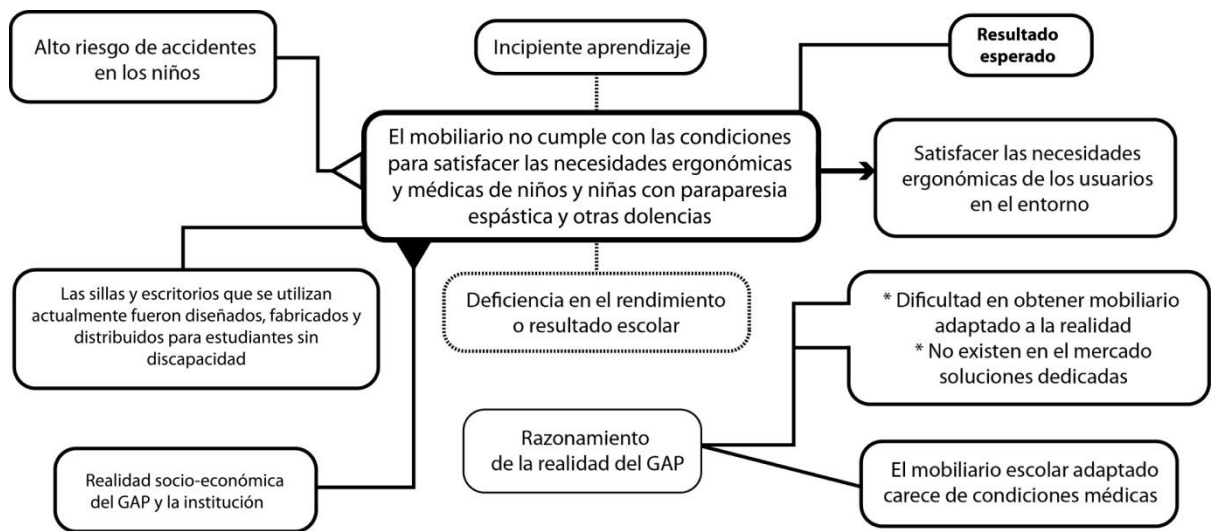 Alto riesgo de accidentes
en los niños
Incipiente aprendizaje
Resultado
esperado
El mobiliario no cumple con las condiciones
para satisfacer las necesidades ergonómicas
y médicas de niños y niñas con paraparesia
espástica y otras dolencias
Satisfacer las necesidades
ergonómicas de los usuarios
en el entorno
Las sillas y escritorios que se utilizan
actualmente fueron diseñados, fabricados y
distribuidos para estudiantes sin
discapacidad
Deficiencia en el rendimiento
o resultado escolar
* Dificultad en obtener mobiliario
adaptado a la realidad
* No existen en el mercado
soluciones dedicadas
Razonamiento
de la realidad del GAP
Realidad socio-económica
del GAP y la institución
El mobiliario escolar adaptado
carece de condiciones médicas